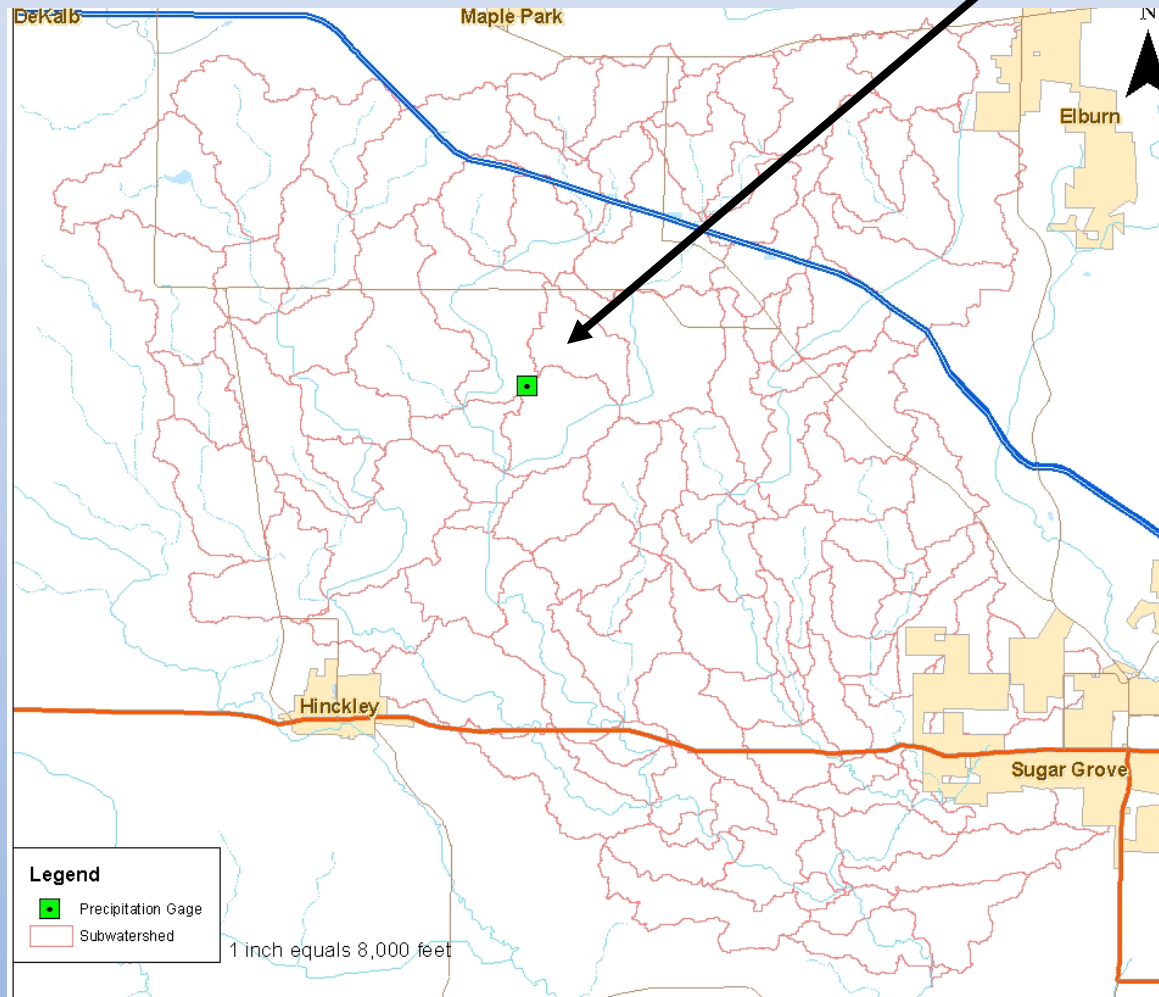 DeKalb
Maple Park
N
Elburn
Hinckley
Sugar Grove
Legend
Precipitation Gage
Subwatershed
1 inch equals 8,000 feet